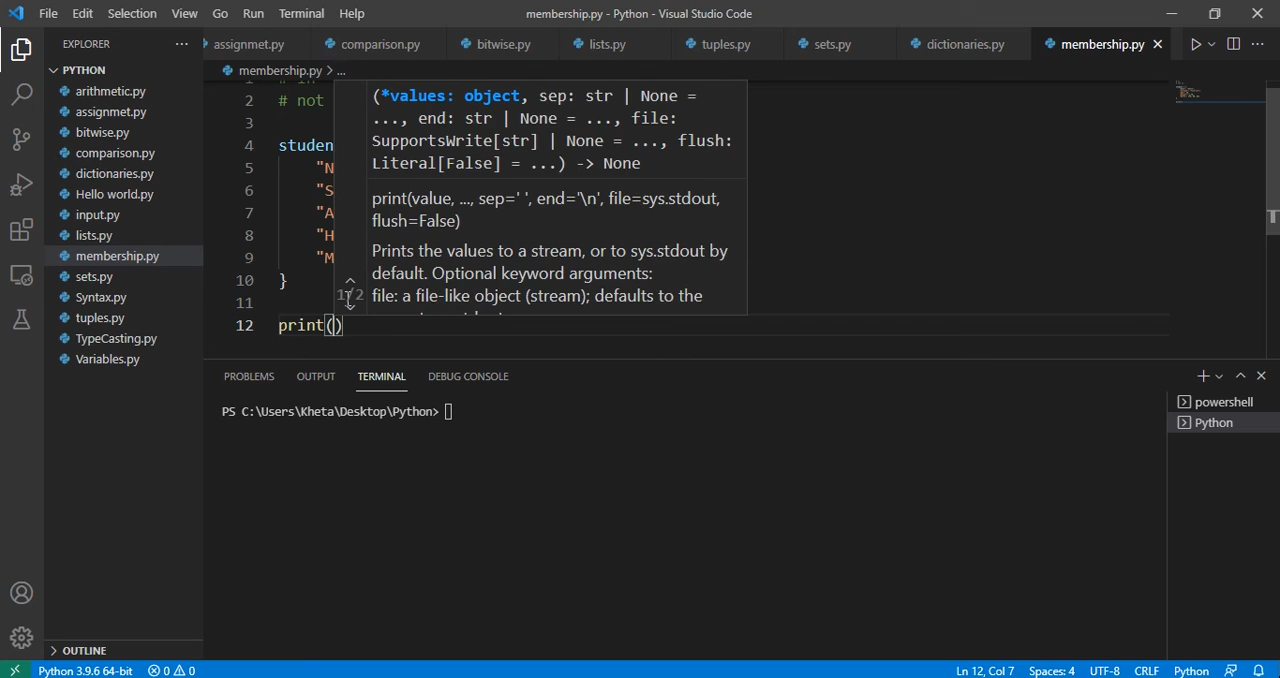 File Edit Selection View Go Run Terminal Help
membership.py - Python - Visual Studio Code
EXPLORER
assignmet.py comparison.py bitwise.py lists.py tuples.py sets.py dictionaries.py membership.py
PYTHON
membership.py > ...
arithmetic.py
assignmet.py
bitwise.py
comparison.py
dictionaries.py
Hello world.py
input.py
lists.py
membership.py
sets.py
Syntax.py
tuples.py
TypeCasting.py
Variables.py
OUTLINE
1 # in
2 # not
3
4 studen
5 "N
6 "S
7 "A
8 "H
9 "M
10 }
11
12 print()
1/2
(*values: object, sep: str | None =
..., end: str | None = ..., file:
SupportsWrite[str] | None = ..., flush:
Literal[False] = ...) -> None
print(value, ..., sep=' ', end='\n', file=sys.stdout,
flush=False)
Prints the values to a stream, or to sys.stdout by
default. Optional keyword arguments:
file: a file-like object (stream); defaults to the
PROBLEMS OUTPUT TERMINAL DEBUG CONSOLE
PS C:\Users\Kheta\Desktop\Python>
powershell
Python
Python 3.9.6 64-bit 0 0 Ln 12, Col 7 Spaces: 4 UTF-8 CRLF Python